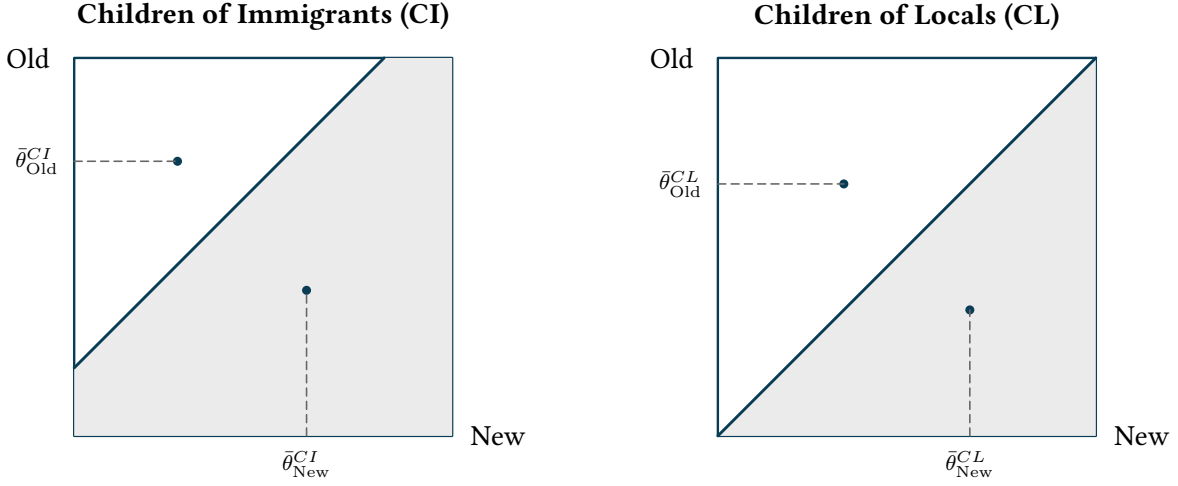 Children of Immigrants (CI)
Old
θ̄^{CI}_{Old}
New
θ̄^{CI}_{New}
Children of Locals (CL)
Old
θ̄^{CL}_{Old}
New
θ̄^{CL}_{New}